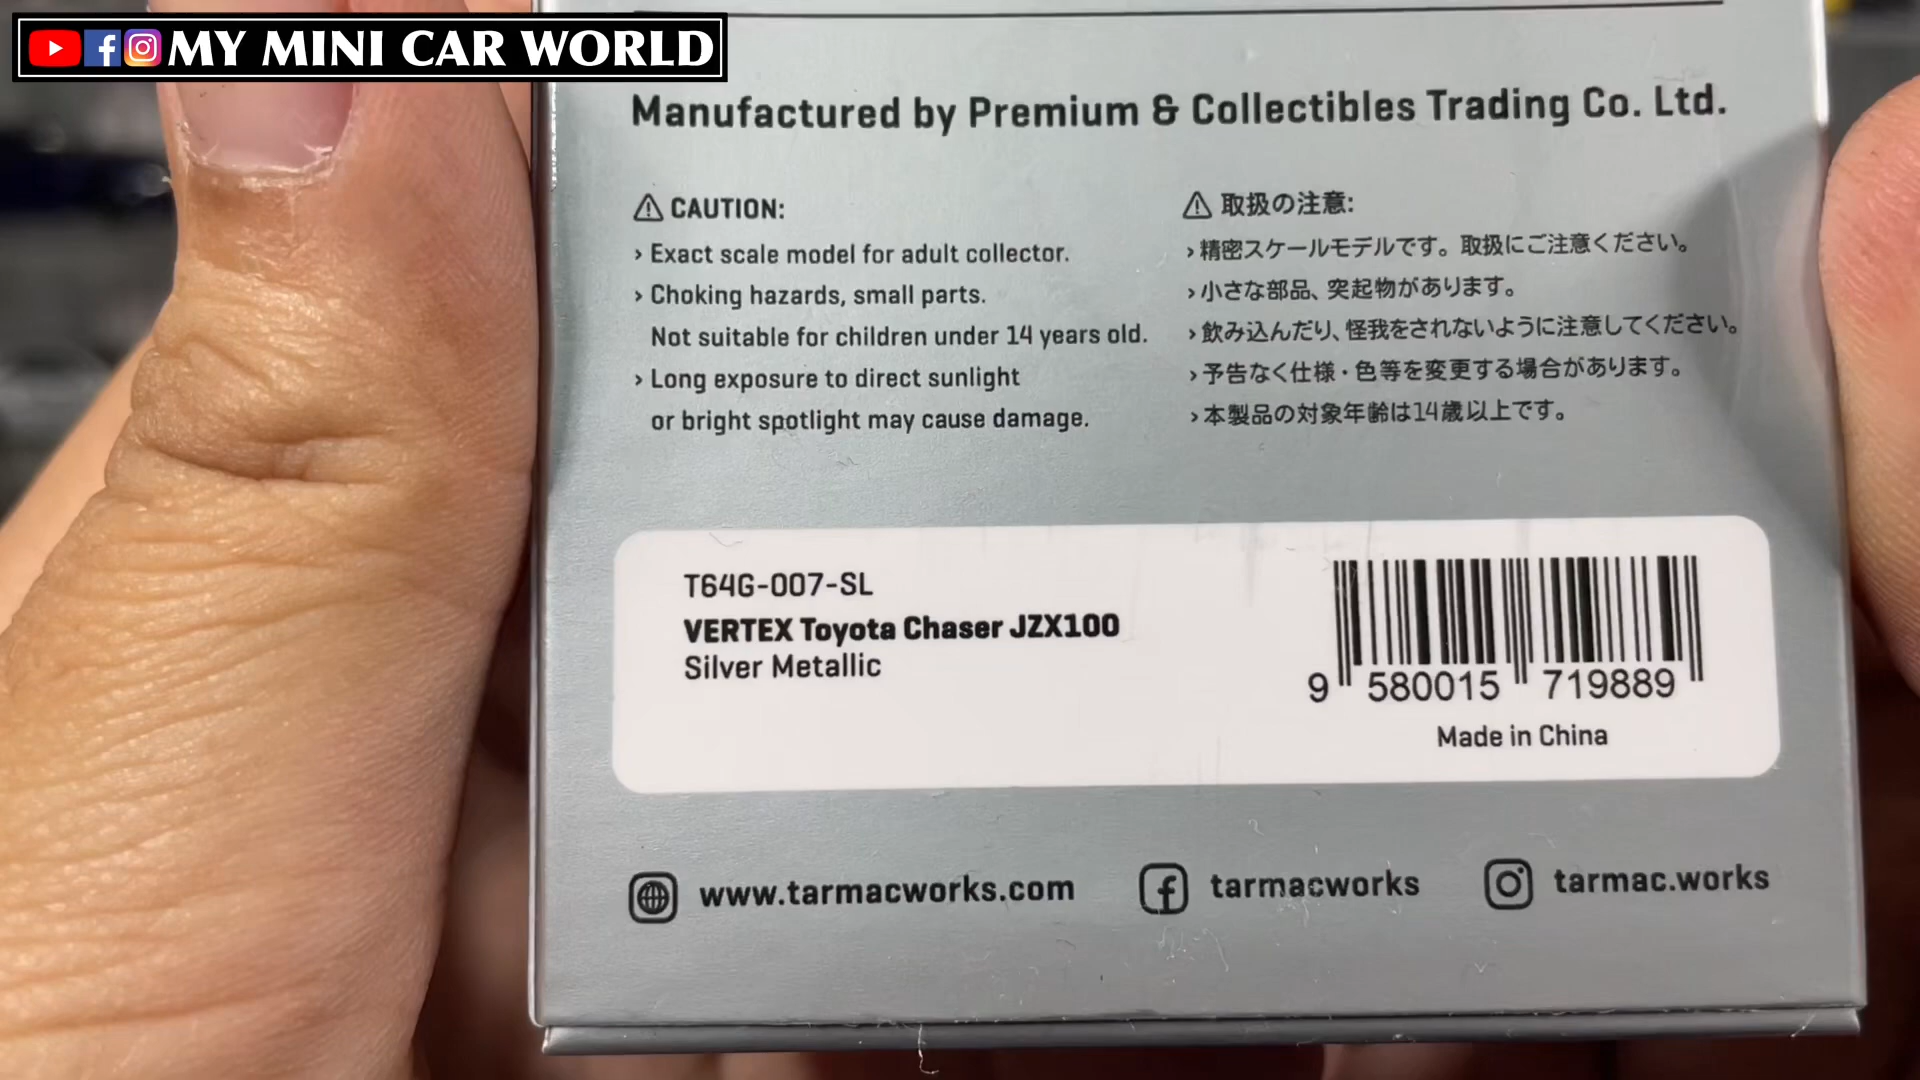 MY MINI CAR WORLD
Manufactured by Premium & Collectibles Trading Co. Ltd.
CAUTION:
› Exact scale model for adult collector.
› Choking hazards, small parts.
Not suitable for children under 14 years old.
› Long exposure to direct sunlight
or bright spotlight may cause damage.
取扱の注意:
› 精密スケールモデルです。取扱にご注意ください。
› 小さな部品、突起物があります。
› 飲み込んだり、怪我をされないように注意してください。
› 予告なく仕様・色等を変更する場合があります。
› 本製品の対象年齢は14歳以上です。
T64G-007-SL
VERTEX Toyota Chaser JZX100
Silver Metallic
9 580015 719889
Made in China
www.tarmacworks.com
tarmacworks
tarmac.works